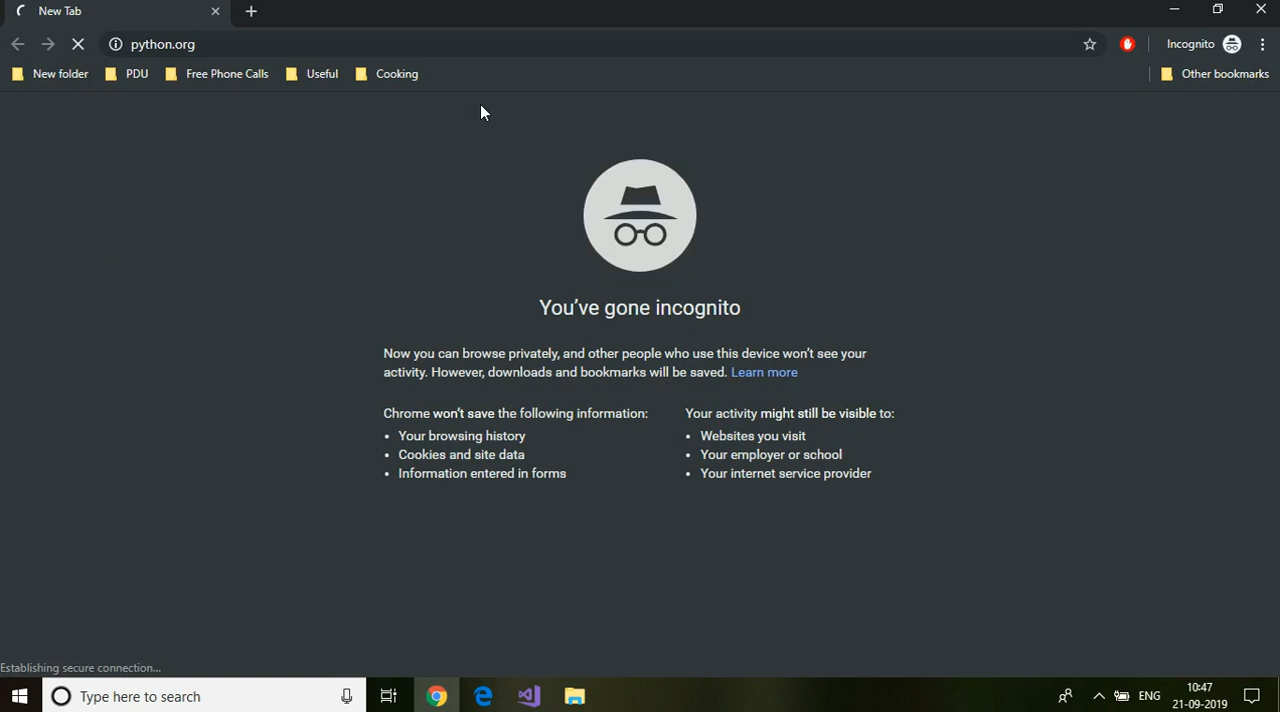 New Tab
python.org
Incognito
New folder PDU Free Phone Calls Useful Cooking Other bookmarks
You've gone incognito
Now you can browse privately, and other people who use this device won't see your
activity. However, downloads and bookmarks will be saved. Learn more
Chrome won't save the following information:
• Your browsing history
• Cookies and site data
• Information entered in forms
Your activity might still be visible to:
• Websites you visit
• Your employer or school
• Your internet service provider
Establishing secure connection...
Type here to search
ENG
10:47
21-09-2019